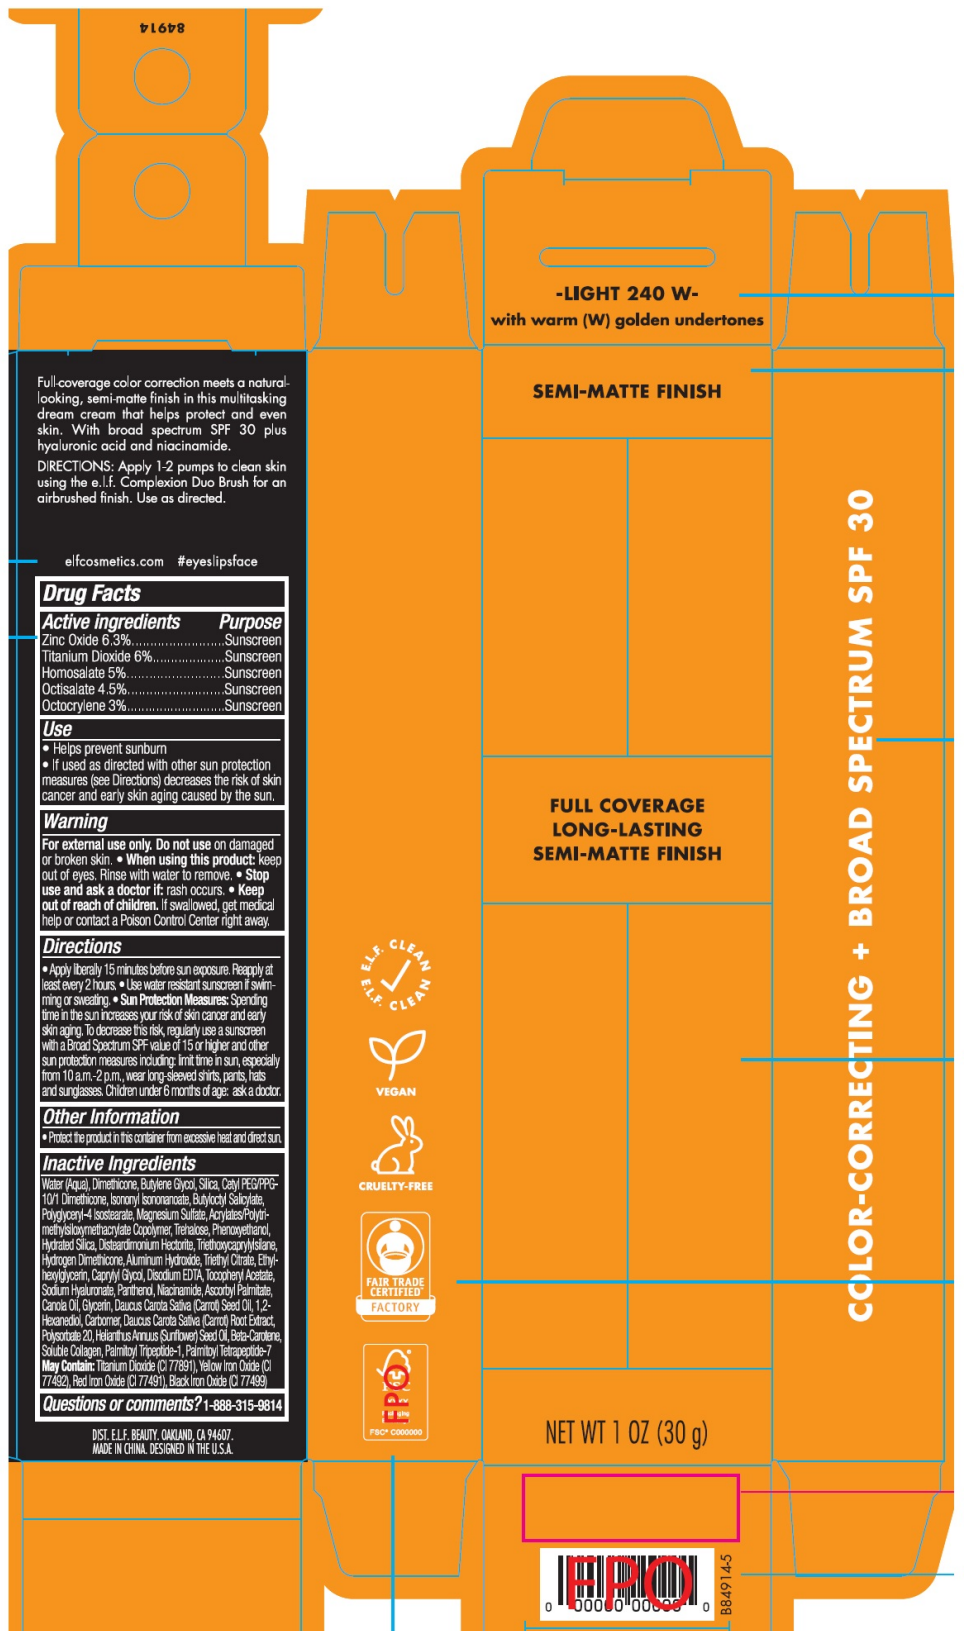 84914
-LIGHT 240 W-
with warm (W) golden undertones
SEMI-MATTE FINISH
Full-coverage color correction meets a natural-
looking, semi-matte finish in this multitasking
dream cream that helps protect and even
skin. With broad spectrum SPF 30 plus
hyaluronic acid and niacinamide.
DIRECTIONS: Apply 1-2 pumps to clean skin
using the e.l.f. Complexion Duo Brush for an
airbrushed finish. Use as directed.
elfcosmetics.com #eyeslipsface
Drug Facts
Active ingredients Purpose
Zinc Oxide 6.3%........................Sunscreen
Titanium Dioxide 6%...................Sunscreen
Homosalate 5%..........................Sunscreen
Octisalate 4.5%..........................Sunscreen
Octocrylene 3%..........................Sunscreen
Use
• Helps prevent sunburn
• If used as directed with other sun protection
measures (see Directions) decreases the risk of skin
cancer and early skin aging caused by the sun.
Warning
For external use only. Do not use on damaged
or broken skin. • When using this product: keep
out of eyes. Rinse with water to remove. • Stop
use and ask a doctor if: rash occurs. • Keep
out of reach of children. If swallowed, get medical
help or contact a Poison Control Center right away.
Directions
• Apply liberally 15 minutes before sun exposure. Reapply at
least every 2 hours. • Use water resistant sunscreen if swim-
ming or sweating. • Sun Protection Measures: Spending
time in the sun increases your risk of skin cancer and early
skin aging. To decrease this risk, regularly use a sunscreen
with a Broad Spectrum SPF value of 15 or higher and other
sun protection measures including: limit time in sun, especially
from 10 a.m.-2 p.m., wear long-sleeved shirts, pants, hats
and sunglasses. Children under 6 months of age: ask a doctor.
Other Information
• Protect the product in this container from excessive heat and direct sun.
Inactive Ingredients
Water (Aqua), Dimethicone, Butylene Glycol, Silica, Cetyl PEG/PPG-
10/1 Dimethicone, Isononyl Isononanoate, Butyloctyl Salicylate,
Polyglyceryl-4 Isostearate, Magnesium Sulfate, Acrylates/Polytri-
methylsiloxymethacrylate Copolymer, Trehalose, Phenoxyethanol,
Hydrated Silica, Disteardimonium Hectorite, Triethoxycaprylylsilane,
Hydrogen Dimethicone, Aluminum Hydroxide, Triethyl Citrate, Ethyl-
hexylglycerin, Caprylyl Glycol, Disodium EDTA, Tocopheryl Acetate,
Sodium Hyaluronate, Panthenol, Niacinamide, Ascorbyl Palmitate,
Canola Oil, Glycerin, Daucus Carota Sativa (Carrot) Seed Oil, 1,2-
Hexanediol, Carbomer, Daucus Carota Sativa (Carrot) Root Extract,
Polysorbate 20, Helianthus Annuus (Sunflower) Seed Oil, Beta-Carotene,
Soluble Collagen, Palmitoyl Tripeptide-1, Palmitoyl Tetrapeptide-7
May Contain: Titanium Dioxide (CI 77891), Yellow Iron Oxide (CI
77492), Red Iron Oxide (CI 77491), Black Iron Oxide (CI 77499)
Questions or comments? 1-888-315-9814
DIST. E.L.F. BEAUTY. OAKLAND, CA 94607.
MADE IN CHINA. DESIGNED IN THE U.S.A.
E.L.F. CLEAN
E.L.F. CLEAN
VEGAN
CRUELTY-FREE
FAIR TRADE
CERTIFIED
FACTORY
FPO
FSC® C000000
FULL COVERAGE
LONG-LASTING
SEMI-MATTE FINISH
NET WT 1 OZ (30 g)
FPO
0 00000 00000 0
B84914-5
COLOR-CORRECTING + BROAD SPECTRUM SPF 30